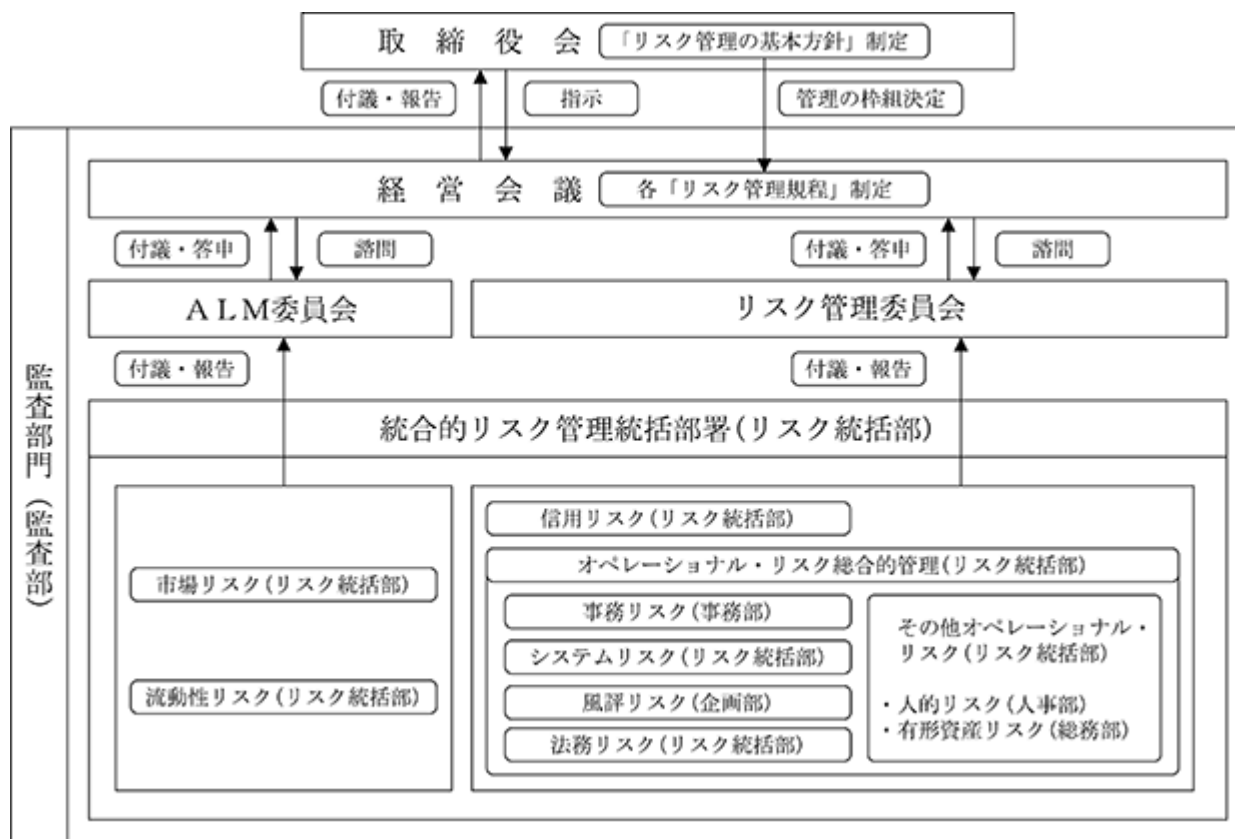 取締役会
「リスク管理の基本方針」制定
付議・報告
指示
管理の枠組決定
経営会議
各「リスク管理規程」制定
付議・答申
諮問
付議・答申
諮問
ALM委員会
リスク管理委員会
付議・報告
付議・報告
監査部門(監査部)
統合的リスク管理統括部署(リスク統括部)
市場リスク(リスク統括部)
流動性リスク(リスク統括部)
信用リスク(リスク統括部)
オペレーショナル・リスク総合的管理(リスク統括部)
事務リスク(事務部)
システムリスク(リスク統括部)
風評リスク(企画部)
法務リスク(リスク統括部)
その他オペレーショナル・
リスク(リスク統括部)
・人的リスク(人事部)
・有形資産リスク(総務部)